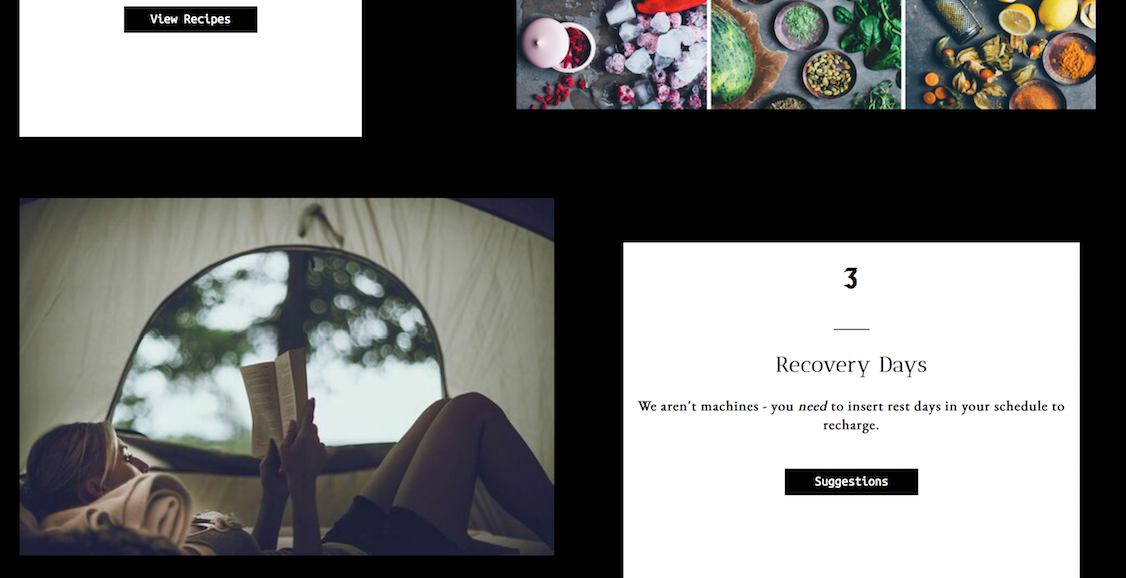 View Recipes
3
Recovery Days
We aren't machines - you need to insert rest days in your schedule to
recharge.
Suggestions